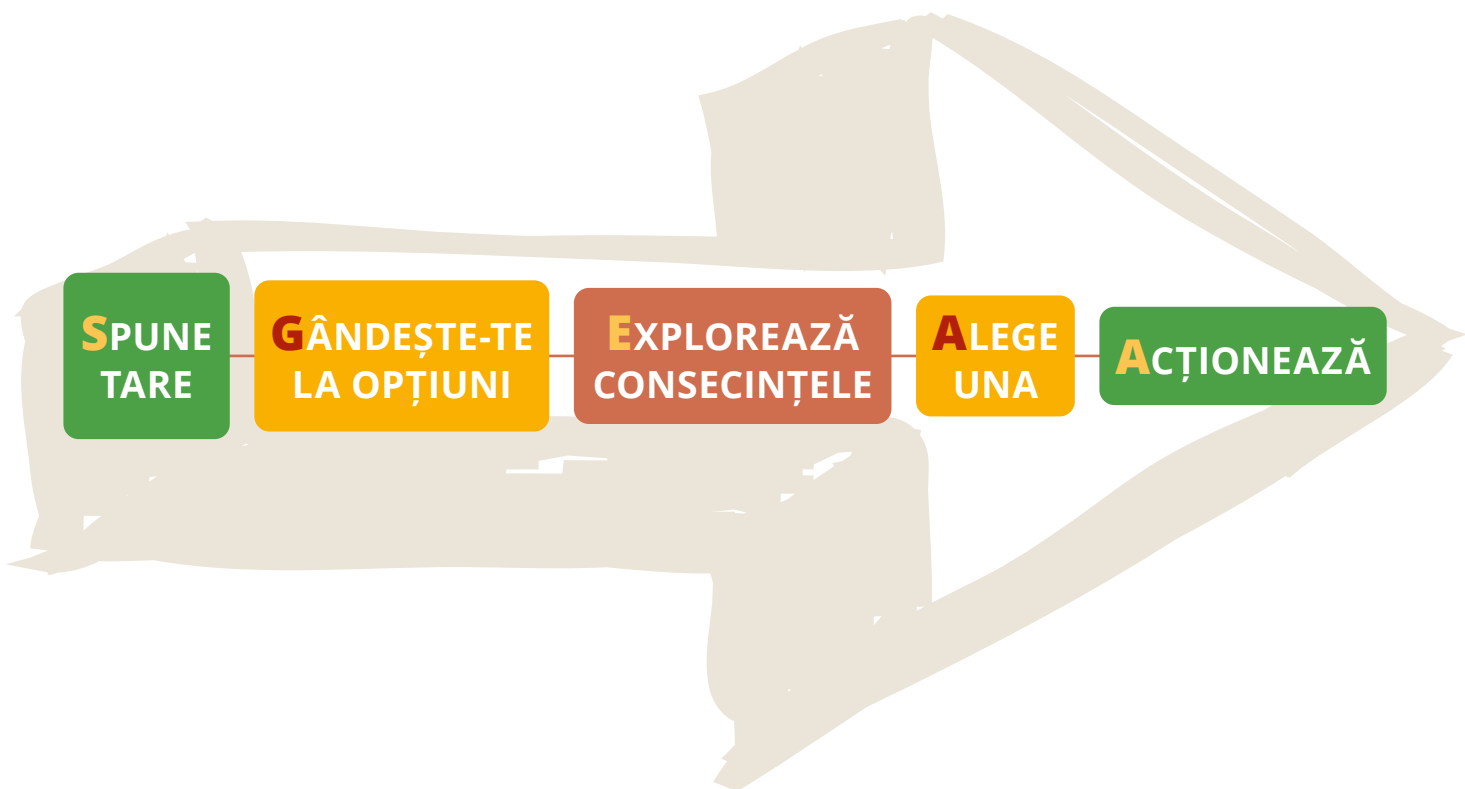 SPUNE
TARE
GÂNDEȘTE-TE
LA OPȚIUNI
EXPLOREAZĂ
CONSECINȚELE
ALEGE
UNA
ACȚIONEAZĂ